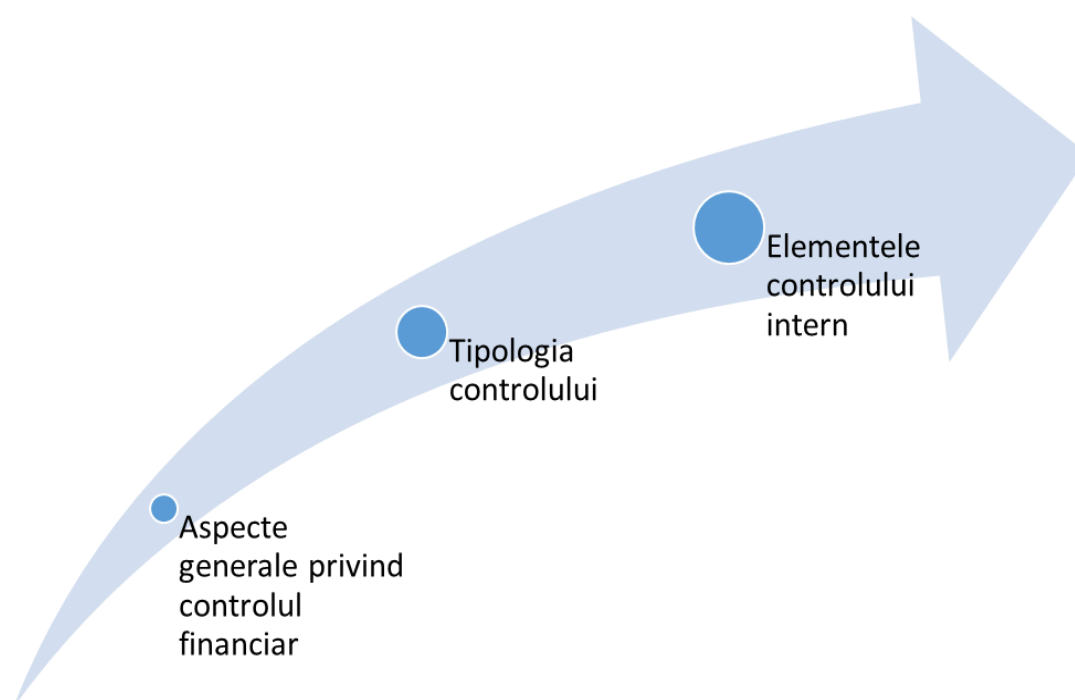 Aspecte
generale privind
controlul
financiar
Tipologia
controlului
Elementele
controlului
intern